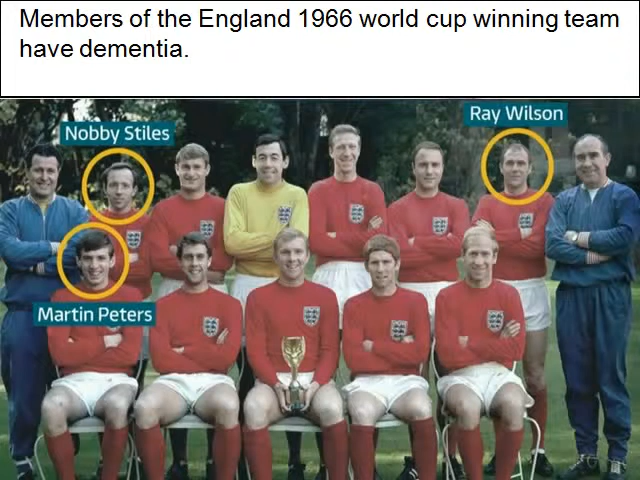 Members of the England 1966 world cup winning team
have dementia.
Ray Wilson
Nobby Stiles
Martin Peters